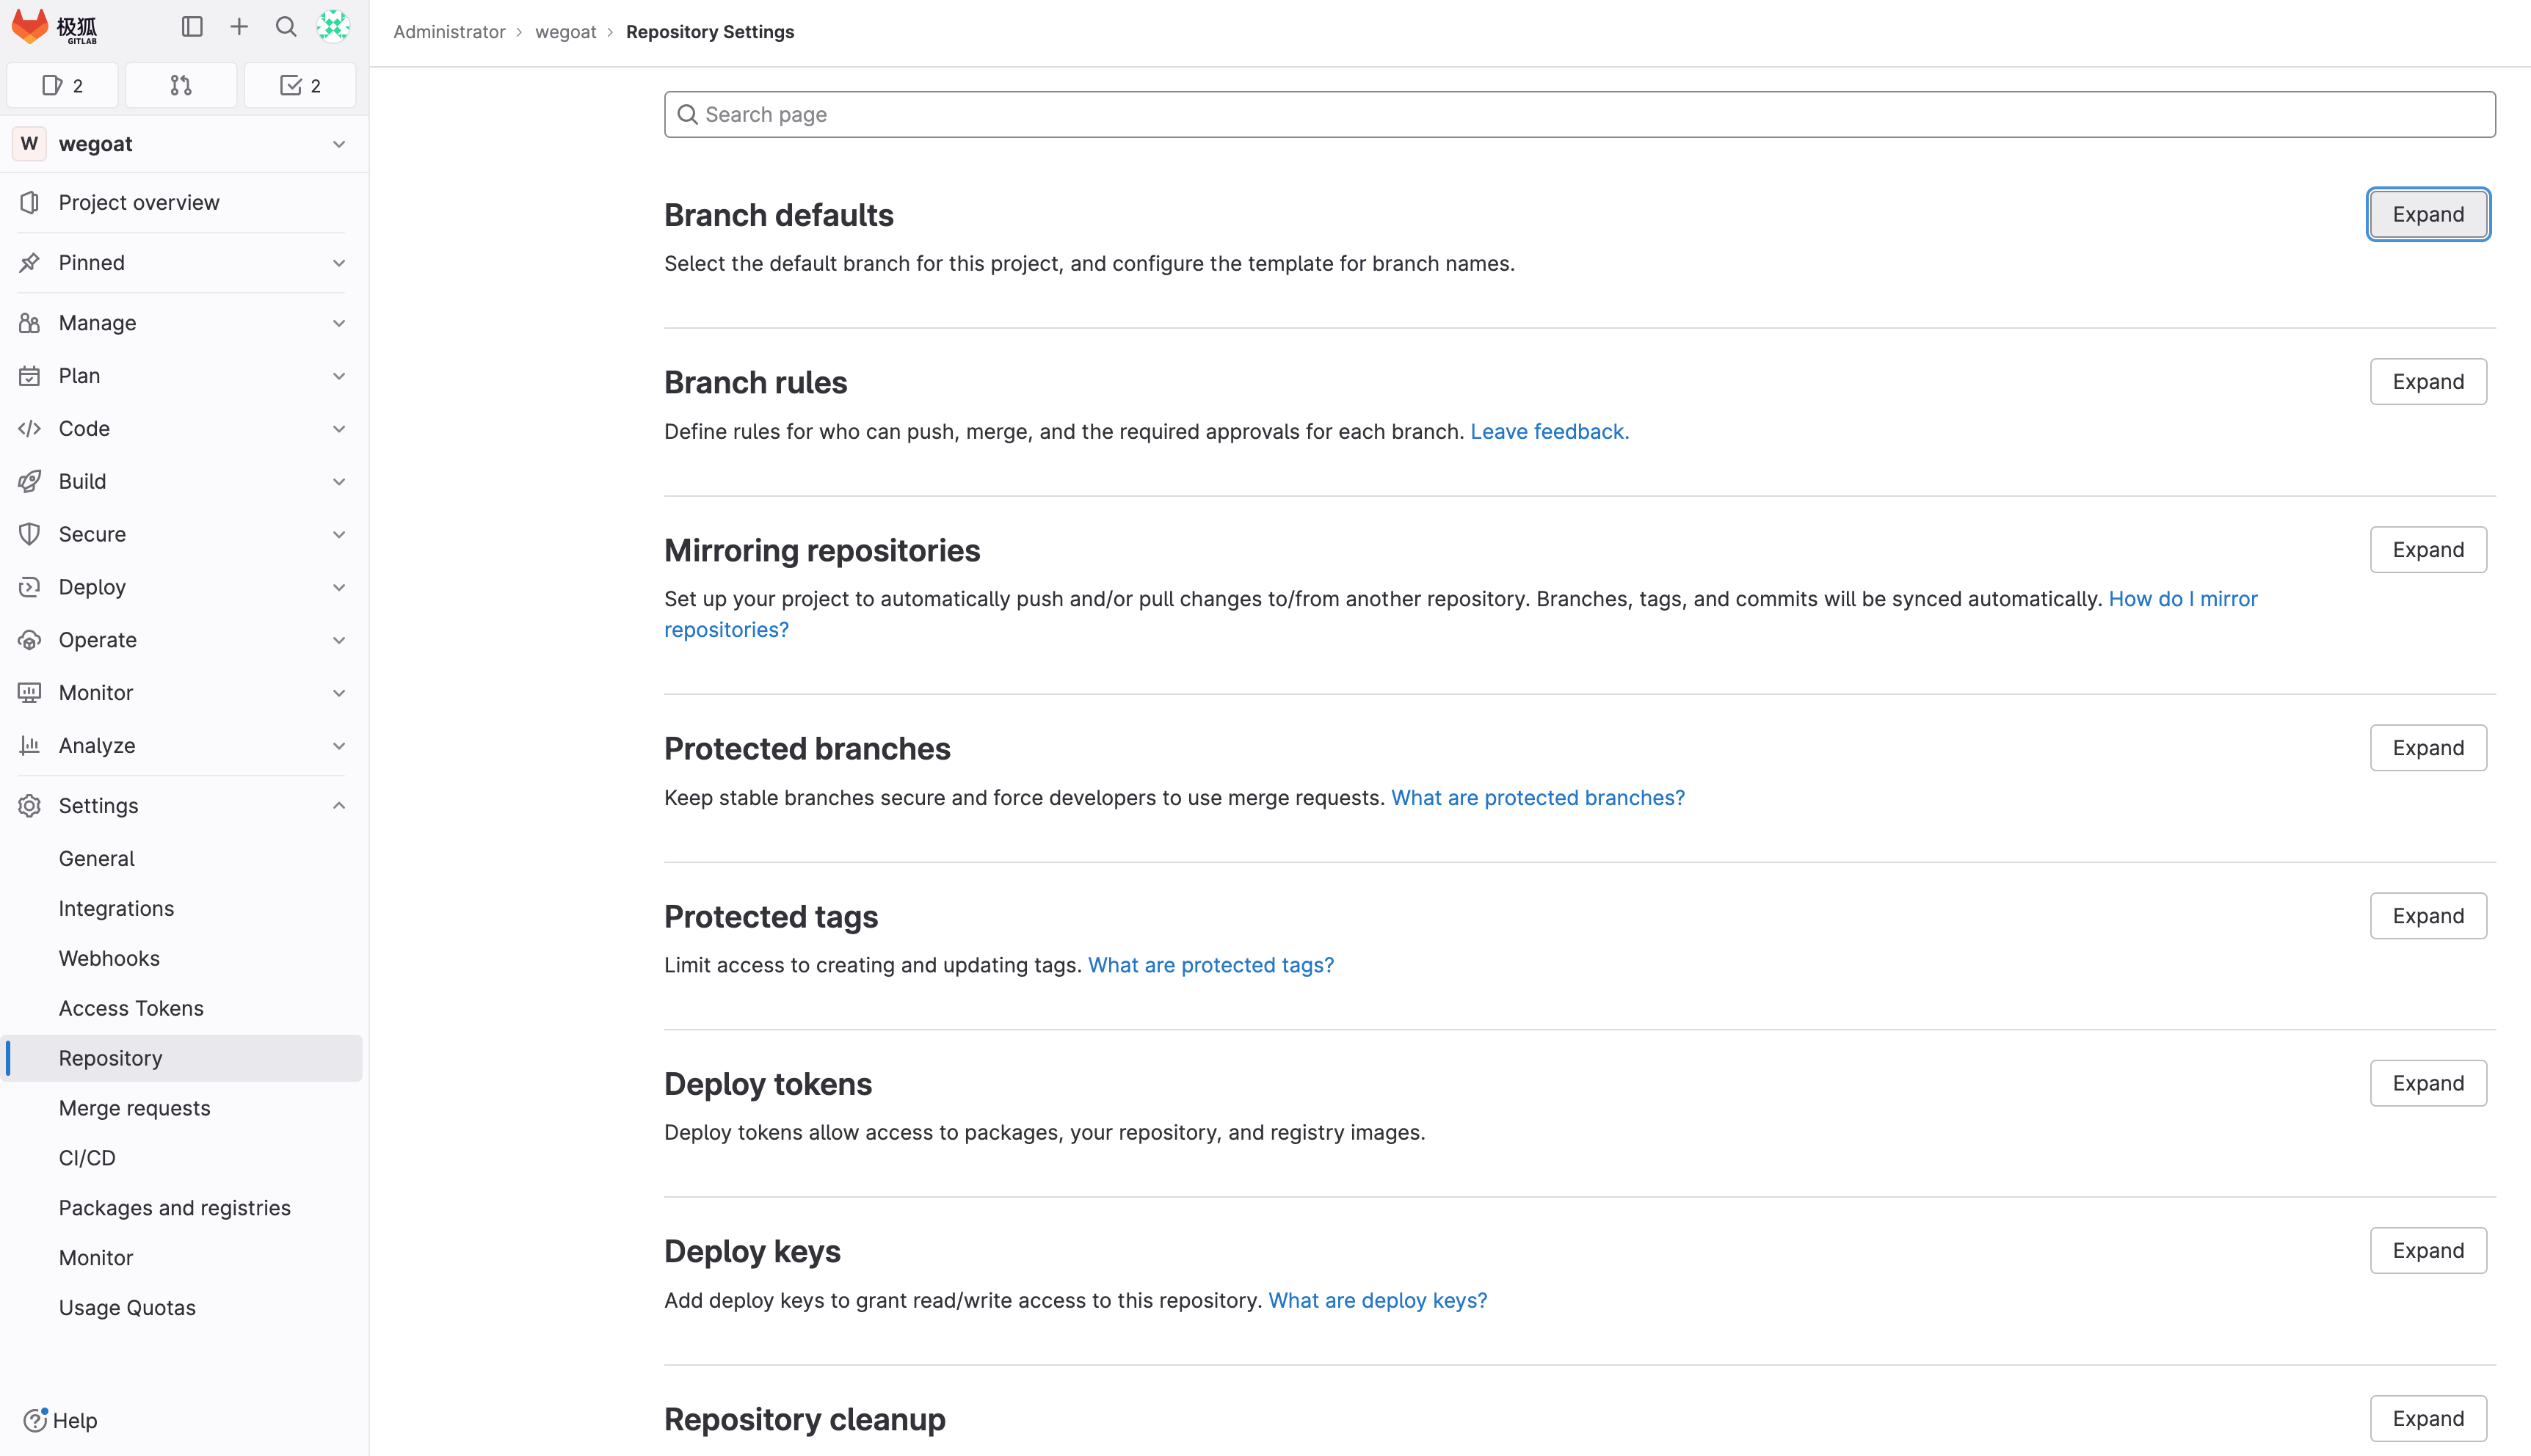 极狐
GITLAB
2
2
W wegoat
Project overview
Pinned
Manage
Plan
Code
Build
Secure
Deploy
Operate
Monitor
Analyze
Settings
General
Integrations
Webhooks
Access Tokens
Repository
Merge requests
CI/CD
Packages and registries
Monitor
Usage Quotas
Help
Administrator › wegoat › Repository Settings
Search page
Branch defaults
Expand
Select the default branch for this project, and configure the template for branch names.
Branch rules
Expand
Define rules for who can push, merge, and the required approvals for each branch. Leave feedback.
Mirroring repositories
Expand
Set up your project to automatically push and/or pull changes to/from another repository. Branches, tags, and commits will be synced automatically. How do I mirror
repositories?
Protected branches
Expand
Keep stable branches secure and force developers to use merge requests. What are protected branches?
Protected tags
Expand
Limit access to creating and updating tags. What are protected tags?
Deploy tokens
Expand
Deploy tokens allow access to packages, your repository, and registry images.
Deploy keys
Expand
Add deploy keys to grant read/write access to this repository. What are deploy keys?
Repository cleanup
Expand